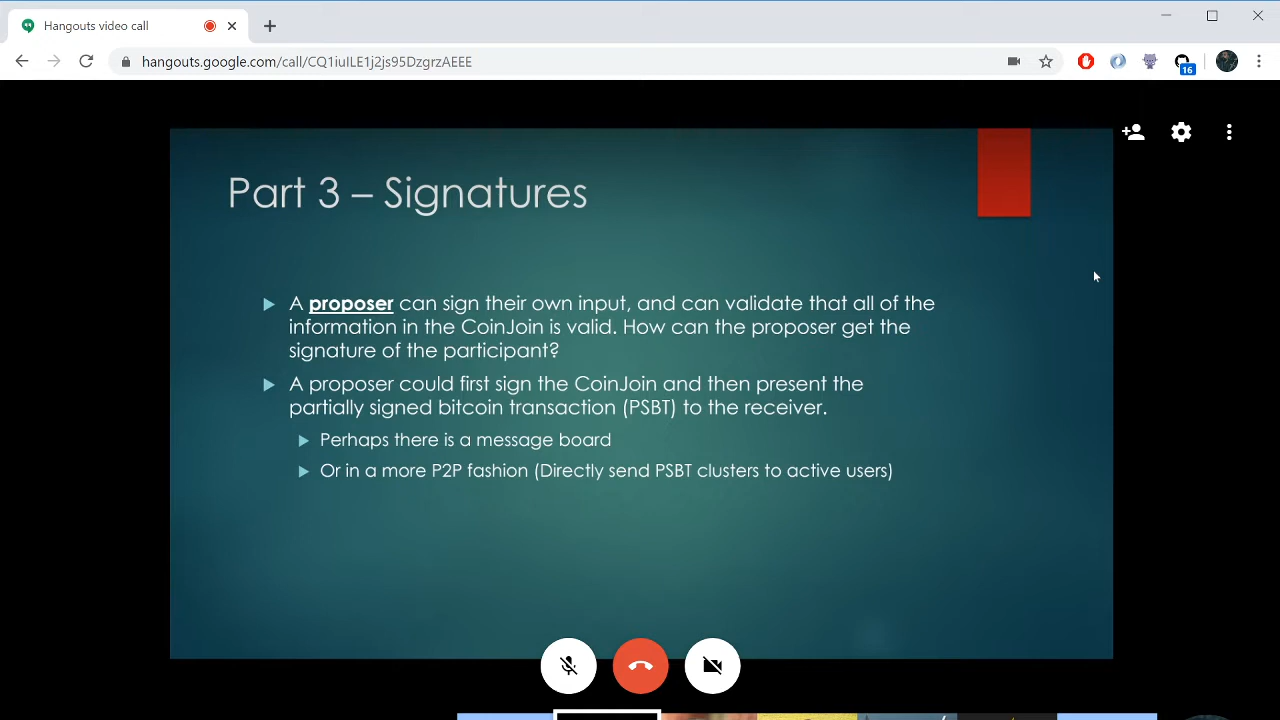 Hangouts video call
hangouts.google.com/call/CQ1iuILE1j2js95DzgrzAEEE
16
Part 3 – Signatures
A proposer can sign their own input, and can validate that all of the
information in the CoinJoin is valid. How can the proposer get the
signature of the participant?
A proposer could first sign the CoinJoin and then present the
partially signed bitcoin transaction (PSBT) to the receiver.
Perhaps there is a message board
Or in a more P2P fashion (Directly send PSBT clusters to active users)